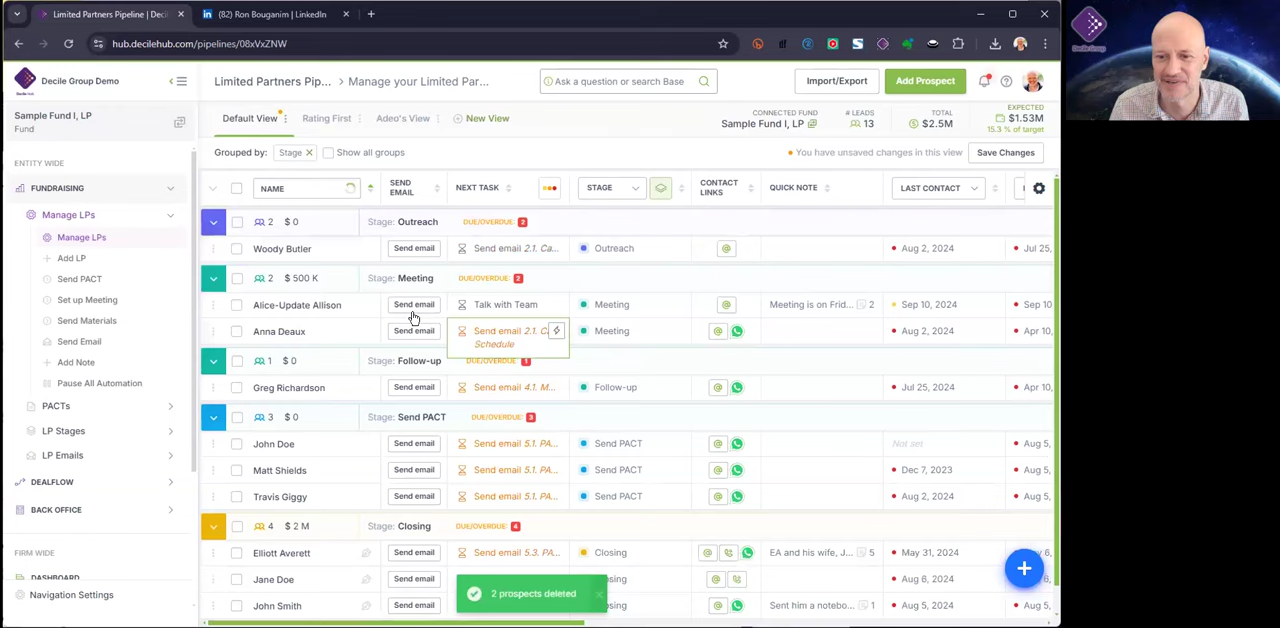 Limited Partners Pipeline | Deci
(82) Ron Bouganim | LinkedIn
hub.decilehub.com/pipelines/08xVxZNW
Decile Group
Decile Group Demo
Limited Partners Pip...
Manage your Limited Par...
Ask a question or search Base
Import/Export
Add Prospect
Sample Fund I, LP
Fund
Default View
Rating First
Adeo's View
New View
CONNECTED FUND
Sample Fund I, LP
# LEADS
13
TOTAL
$2.5M
EXPECTED
$1.53M
15.3 % of target
Grouped by:
Stage
Show all groups
You have unsaved changes in this view
Save Changes
ENTITY WIDE
FUNDRAISING
Manage LPs
Manage LPs
Add LP
Send PACT
Set up Meeting
Send Materials
Send Email
Add Note
Pause All Automation
PACTs
LP Stages
LP Emails
DEALFLOW
BACK OFFICE
FIRM WIDE
DASHBOARD
Navigation Settings
NAME
SEND EMAIL
NEXT TASK
STAGE
CONTACT LINKS
QUICK NOTE
LAST CONTACT
2 $ 0 Stage: Outreach DUE/OVERDUE: 2
Woody Butler Send email Send email 2.1. Ca... Outreach Aug 2, 2024 Jul 25,
2 $ 500 K Stage: Meeting DUE/OVERDUE: 2
Alice-Update Allison Send email Talk with Team Meeting Meeting is on Frid... 2 Sep 10, 2024 Sep 10
Anna Deaux Send email Send email 2.1. C Meeting Aug 2, 2024 Apr 10,
Schedule
1 $ 0 Stage: Follow-up DUE/OVERDUE: 1
Greg Richardson Send email Send email 4.1. M... Follow-up Jul 25, 2024 Apr 10,
3 $ 0 Stage: Send PACT DUE/OVERDUE: 3
John Doe Send email Send email 5.1. PA... Send PACT Not set Aug 5,
Matt Shields Send email Send email 5.1. PA... Send PACT Dec 7, 2023 Aug 5,
Travis Giggy Send email Send email 5.1. PA... Send PACT Aug 2, 2024 Aug 5,
4 $ 2 M Stage: Closing DUE/OVERDUE: 4
Elliott Averett Send email Send email 5.3. PA... Closing EA and his wife, J... 5 May 31, 2024
Jane Doe Send email osing Aug 6, 2024 Aug 5,
John Smith Send email osing Sent him a notebo... 1 Aug 5, 2024 Aug 5,
2 prospects deleted